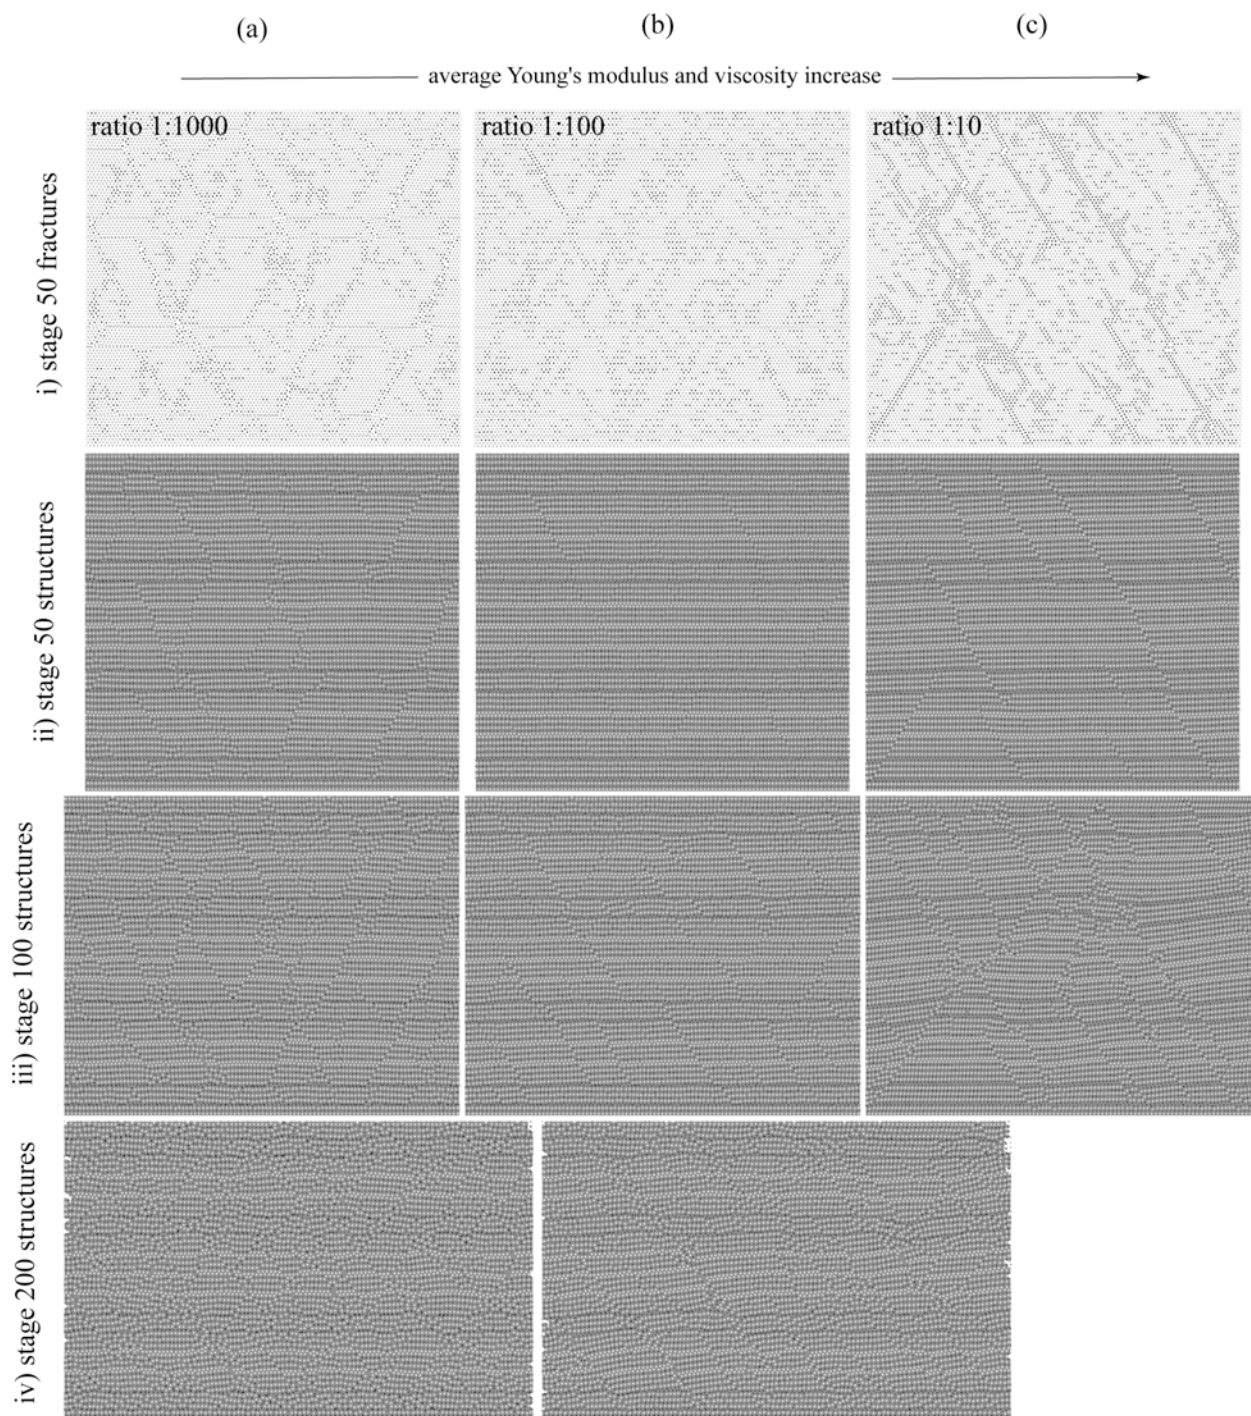 (a)
(b)
(c)
average Young's modulus and viscosity increase
ratio 1:1000
ratio 1:100
ratio 1:10
i) stage 50 fractures
ii) stage 50 structures
iii) stage 100 structures
iv) stage 200 structures